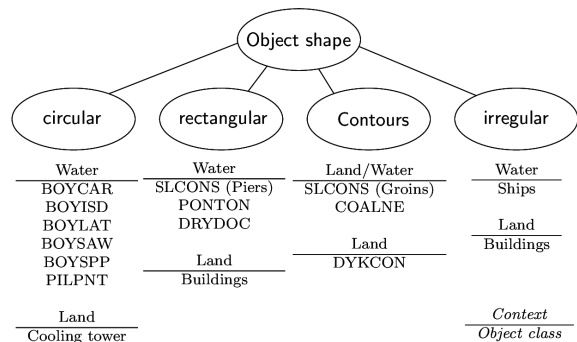 Object shape
circular
rectangular
Contours
irregular
Water
BOYCAR
BOYISD
BOYLAT
BOYSAW
BOYSPP
PILPNT
Land
Cooling tower
Water
SLCONS (Piers)
PONTON
DRYDOC
Land
Buildings
Land/Water
SLCONS (Groins)
COALNE
Land
DYKCON
Water
Ships
Land
Buildings
Context
Object class